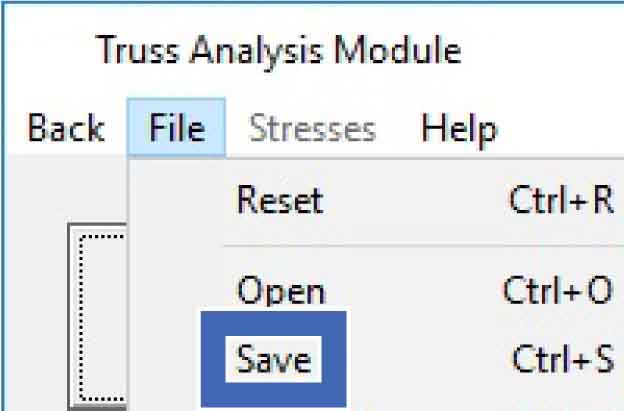 Truss Analysis Module
Back File Stresses Help
Reset Ctrl+R
Open Ctrl+O
Save Ctrl+S